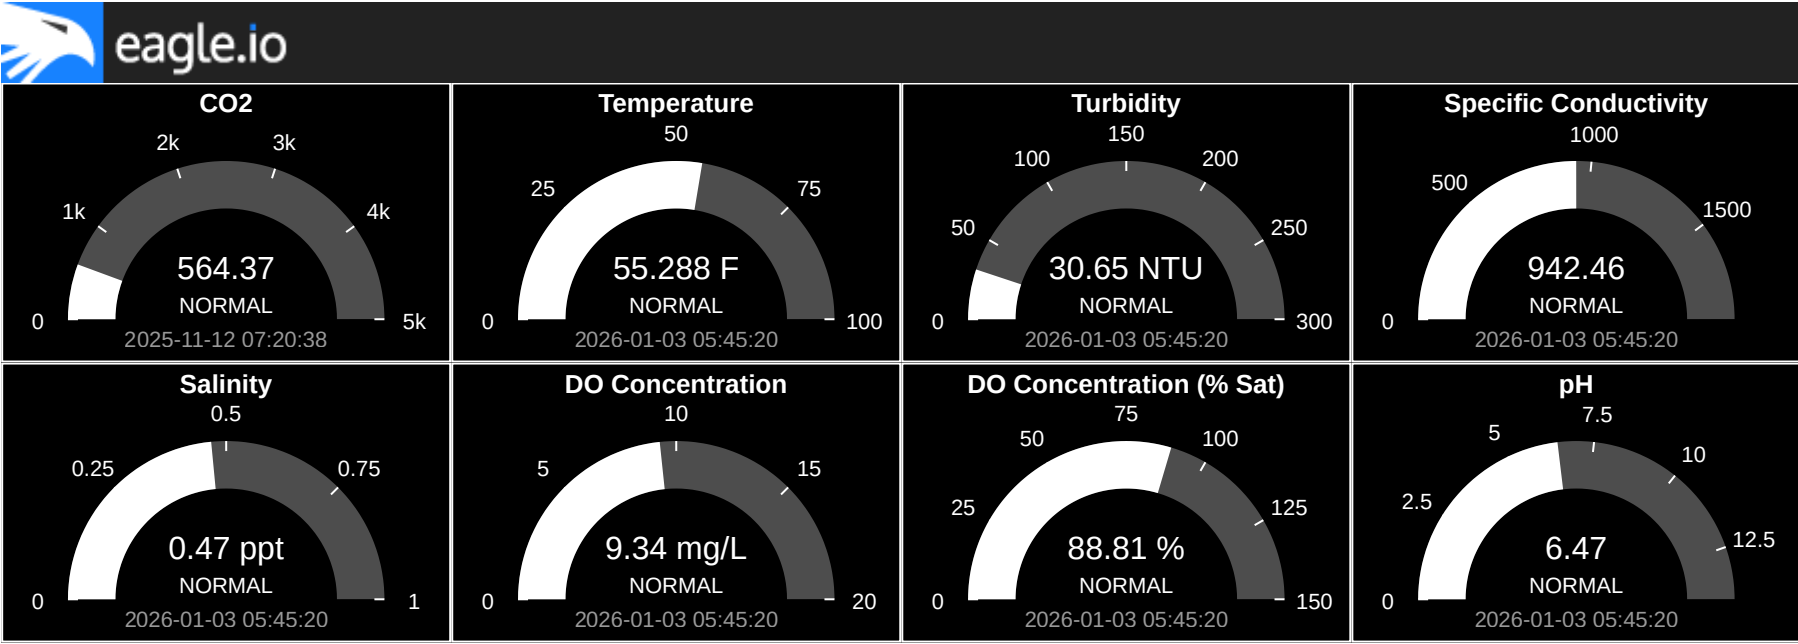 eagle.io
CO2
2k
3k
1k
4k
564.37
NORMAL
0
5k
2025-11-12 07:20:38
Temperature
50
25
75
55.288 F
NORMAL
0
100
2026-01-03 05:45:20
Turbidity
150
100
200
50
250
30.65 NTU
NORMAL
0
300
2026-01-03 05:45:20
Specific Conductivity
1000
500
1500
942.46
NORMAL
0
2026-01-03 05:45:20
Salinity
0.5
0.25
0.75
0.47 ppt
NORMAL
0
1
2026-01-03 05:45:20
DO Concentration
10
5
15
9.34 mg/L
NORMAL
0
20
2026-01-03 05:45:20
DO Concentration (% Sat)
75
50
100
25
125
88.81 %
NORMAL
0
150
2026-01-03 05:45:20
pH
7.5
5
10
2.5
12.5
6.47
NORMAL
0
2026-01-03 05:45:20